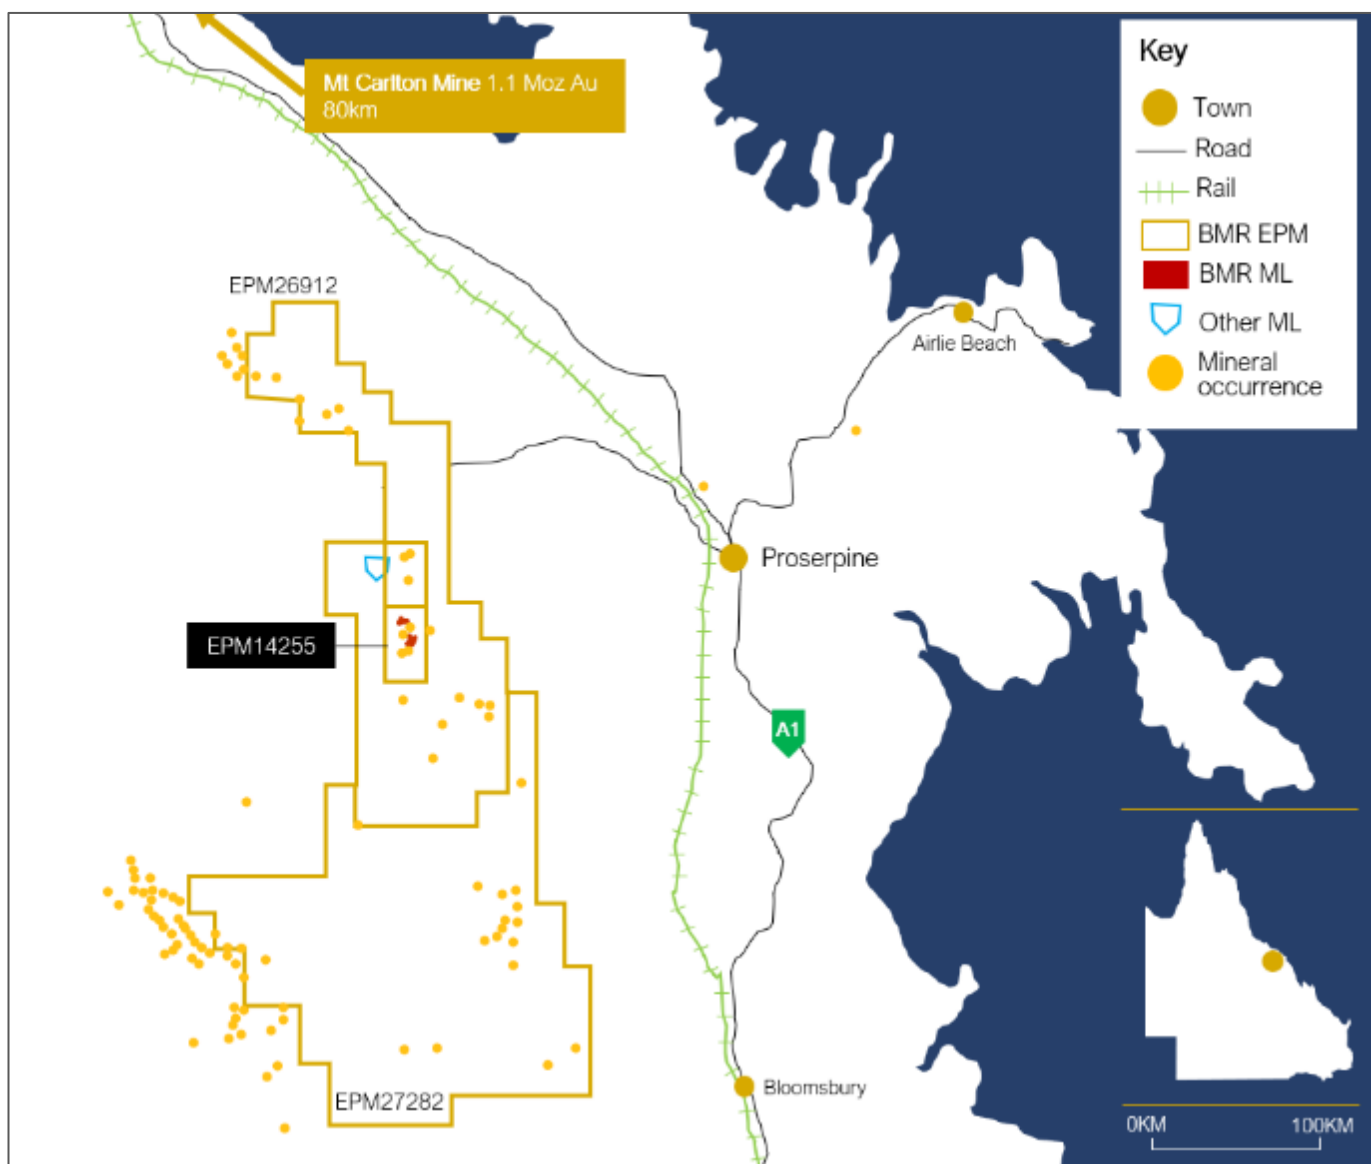 Mt Carlton Mine 1.1 Moz Au
80km
Key
Town
Road
Rail
BMR EPM
BMR ML
Other ML
Mineral
occurrence
EPM26912
Airlie Beach
Proserpine
EPM14255
A1
Bloomsbury
EPM27282
0KM 100KM